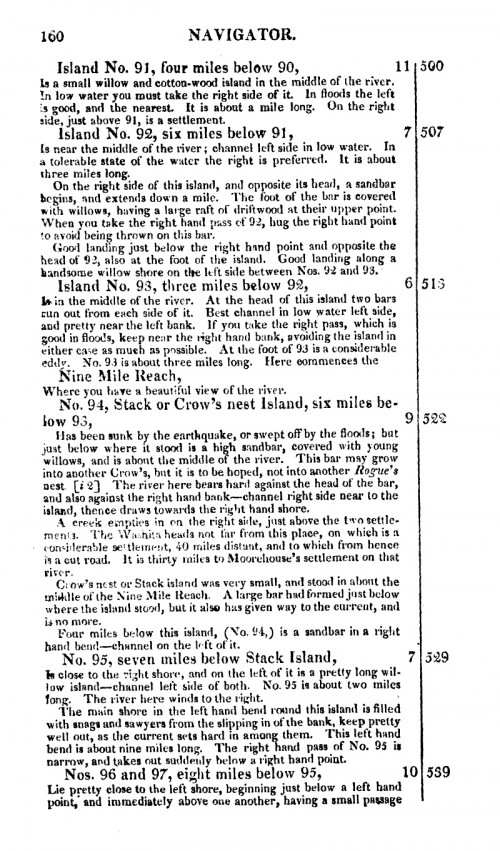 160 NAVIGATOR.
Island No. 91, four miles below 90, 11 500
Is a small willow and cotton-wood island in the middle of the river.
In low water you must take the right side of it. In floods the left
is good, and the nearest. It is about a mile long. On the right
side, just above 91, is a settlement.
Island No. 92, six miles below 91, 7 507
Is near the middle of the river; channel left side in low water. In
a tolerable state of the water the right is preferred. It is about
three miles long.
On the right side of this island, and opposite its head, a sandbar
begins, and extends down a mile. The foot of the bar is covered
with willows, having a large raft of driftwood at their upper point.
When you take the right hand pass of 92, hug the right hand point
to avoid being thrown on this bar.
Good landing just below the right hand point and opposite the
head of 92, also at the foot of the island. Good landing along a
handsome willow shore on the left side between Nos. 92 and 93.
Island No. 93, three miles below 92, 6 513
Is in the middle of the river. At the head of this island two bars
run out from each side of it. Best channel in low water left side,
and pretty near the left bank. If you take the right pass, which is
good in floods, keep near the right hand bank, avoiding the island in
either case as much as possible. At the foot of 93 is a considerable
eddy. No. 93 is about three miles long. Here commences the
Nine Mile Reach,
Where you have a beautiful view of the river.
No. 94, Stack or Crow's nest Island, six miles be-
low 93, 9 522
Has been sunk by the earthquake, or swept off by the floods; but
just below where it stood is a high sandbar, covered with young
willows, and is about the middle of the river. This bar may grow
into another Crow's, but it is to be hoped, not into another Rogue's
nest. [i 2] The river here bears hard against the head of the bar,
and also against the right hand bank—channel right side near to the
island, thence draws towards the right hand shore.
A creek empties in on the right side, just above the two settle-
ments. The Washita heads not far from this place, on which is a
considerable settlement, 40 miles distant, and to which from hence
is a cut road. It is thirty miles to Moorehouse's settlement on that
river.
Crow's nest or Stack island was very small, and stood in about the
middle of the Nine Mile Reach. A large bar had formed just below
where the island stood, but it also has given way to the current, and
is no more.
Four miles below this island, (No. 94,) is a sandbar in a right
hand bend—channel on the left of it.
No. 95, seven miles below Stack Island, 7 529
Is close to the right shore, and on the left of it is a pretty long wil-
low island—channel left side of both. No. 95 is about two miles
long. The river here winds to the right.
The main shore in the left hand bend round this island is filled
with snags and sawyers from the slipping in of the bank, keep pretty
well out, as the current sets hard in among them. This left hand
bend is about nine miles long. The right hand pass of No. 95 is
narrow, and takes out suddenly below a right hand point.
Nos. 96 and 97, eight miles below 95, 10 539
Lie pretty close to the left shore, beginning just below a left hand
point, and immediately above one another, having a small passage